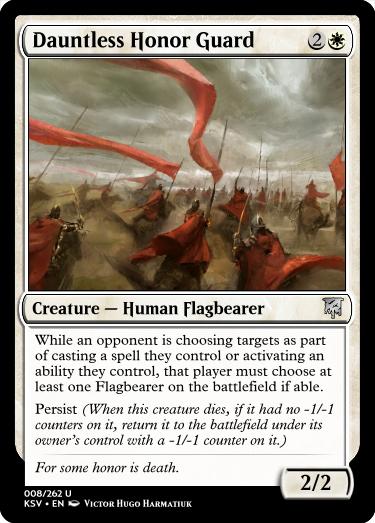 Dauntless Honor Guard 2
Creature — Human Flagbearer
While an opponent is choosing targets as part
of casting a spell they control or activating an
ability they control, that player must choose at
least one Flagbearer on the battlefield if able.
Persist (When this creature dies, if it had no -1/-1
counters on it, return it to the battlefield under its
owner's control with a -1/-1 counter on it.)
For some honor is death.
2/2
008/262 U
KSV • EN Victor Hugo Harmatiuk